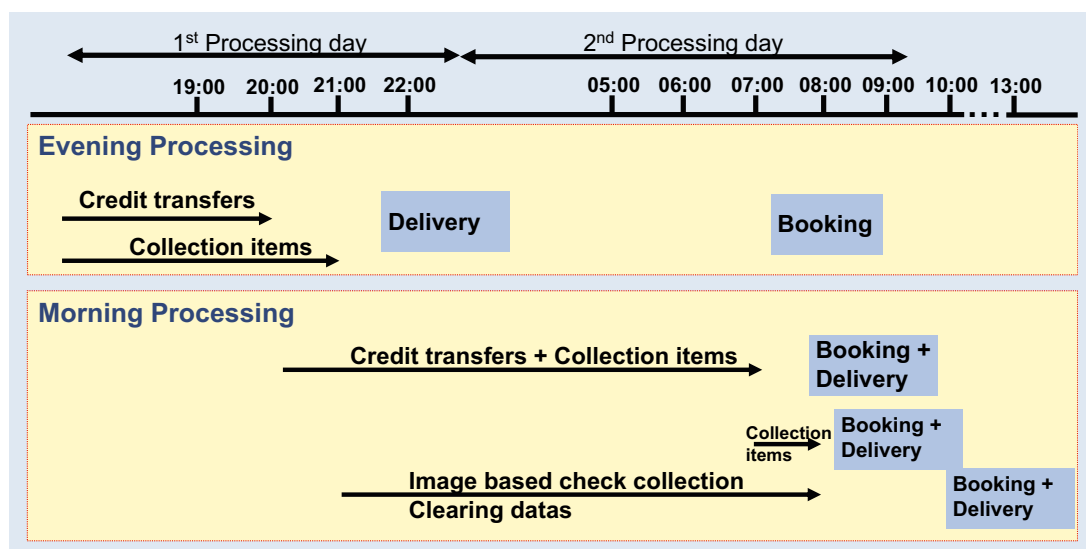 1st Processing day
2nd Processing day
19:00 20:00 21:00 22:00 05:00 06:00 07:00 08:00 09:00 10:00 13:00
Evening Processing
Credit transfers
Collection items
Delivery
Booking
Morning Processing
Credit transfers + Collection items
Booking +
Delivery
Collection
items
Booking +
Delivery
Image based check collection
Clearing datas
Booking +
Delivery